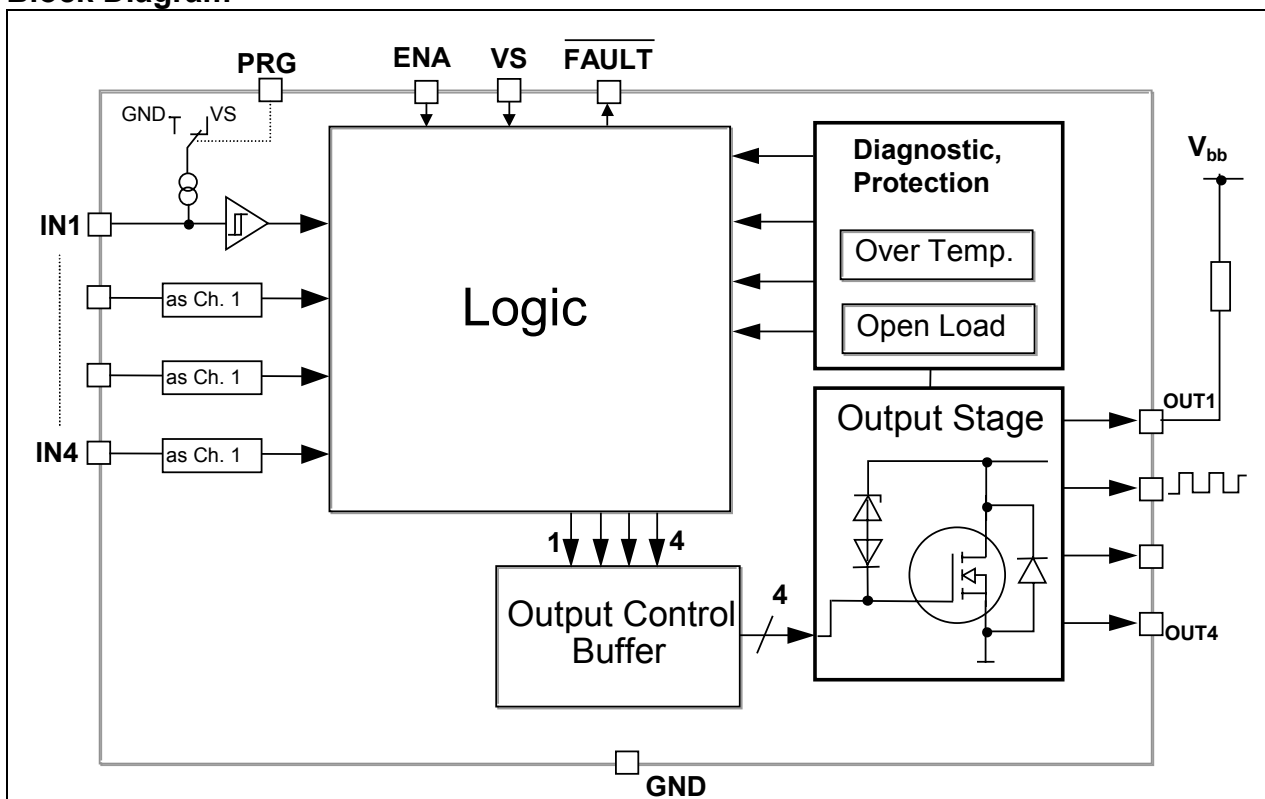 Block Diagram
PRG
ENA
VS
FAULT
GND
VS
IN1
as Ch. 1
as Ch. 1
IN4
as Ch. 1
Logic
Diagnostic,
Protection
Over Temp.
Open Load
Vbb
Output Stage
OUT1
OUT4
1
4
Output Control
Buffer
4
GND